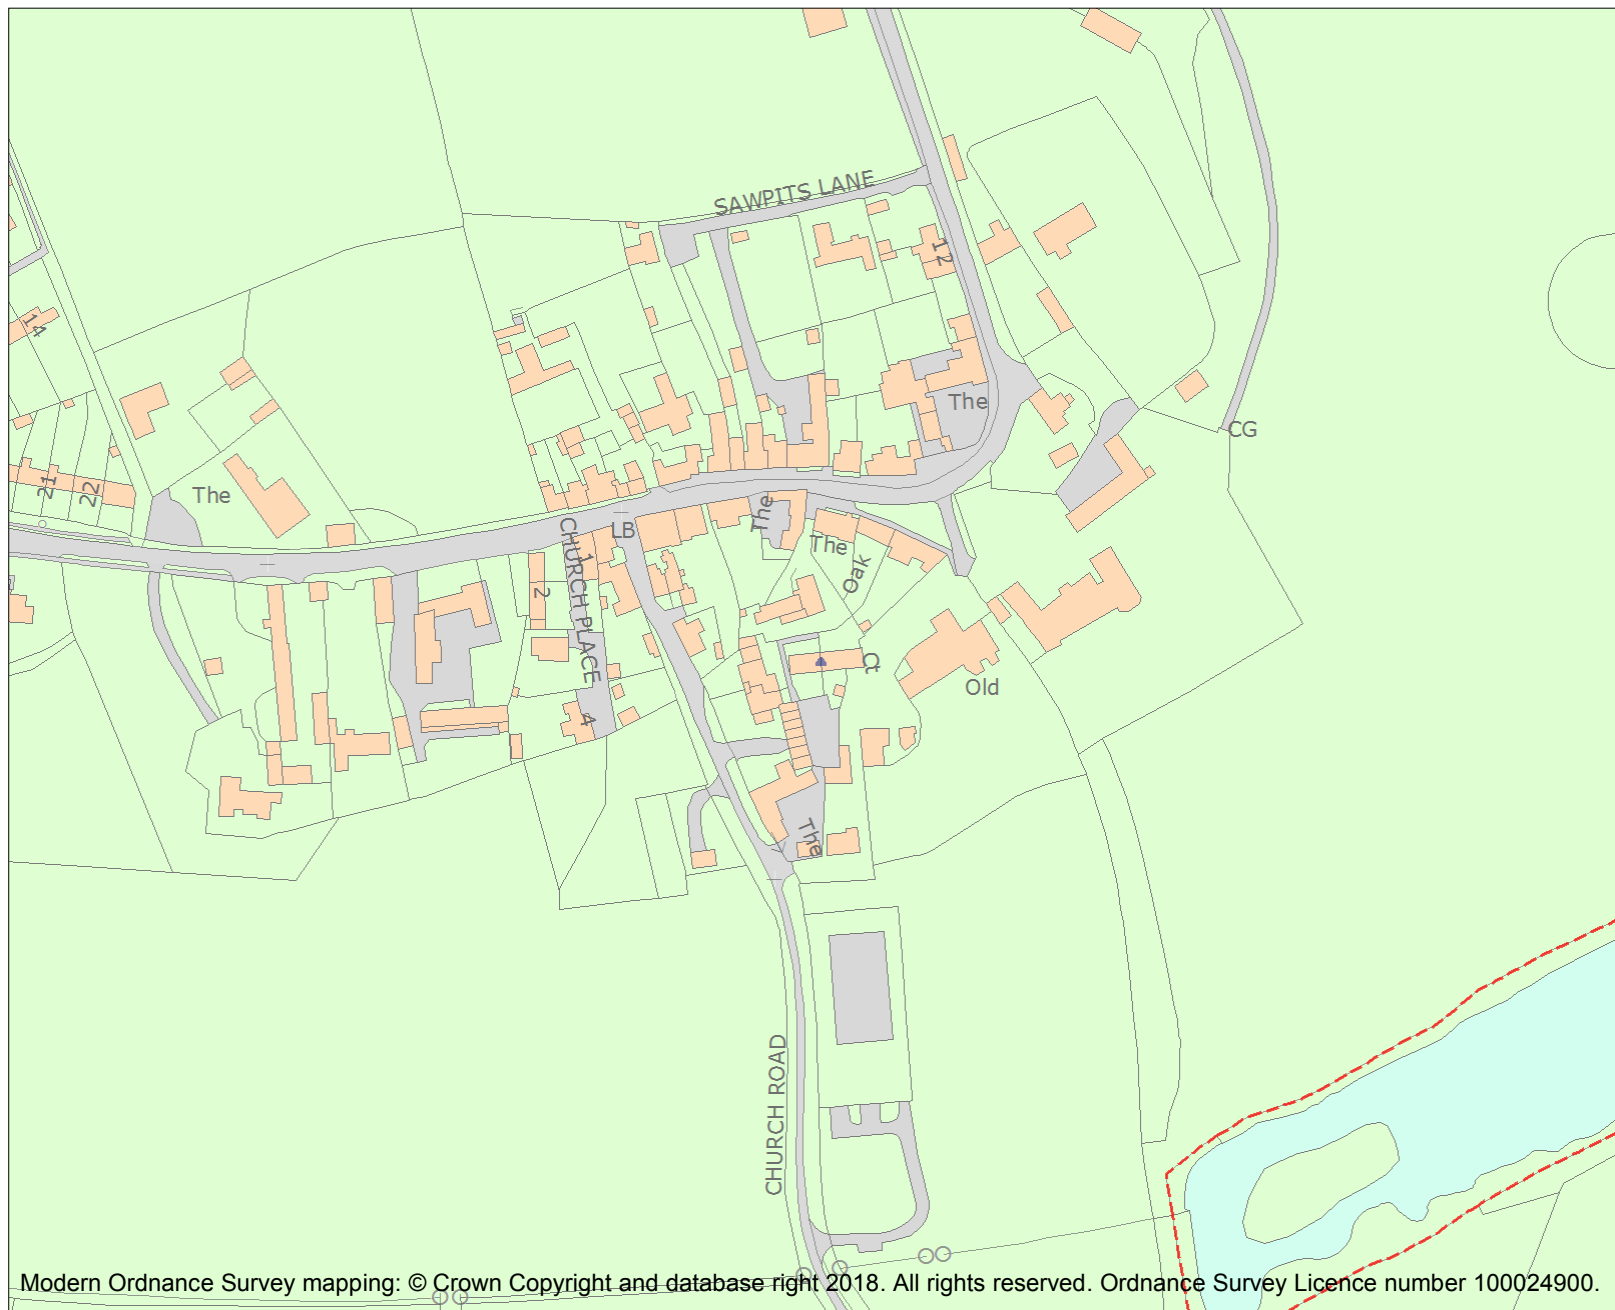 SAWPITS LANE
12
14
The
CG
21
22
The
The
LB
CHURCH PLACE
1
The
Oak
2
Ct
Old
4
The
CHURCH ROAD
Modern Ordnance Survey mapping: © Crown Copyright and database right 2018. All rights reserved. Ordnance Survey Licence number 100024900.